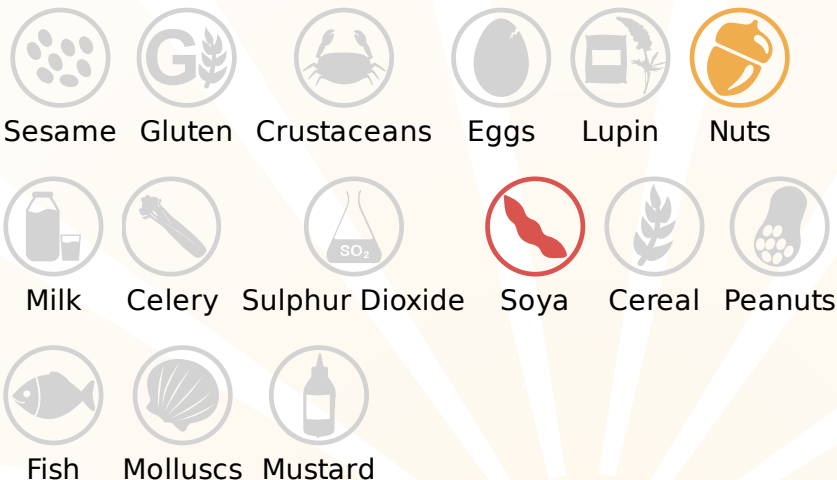 G
Sesame Gluten Crustaceans Eggs Lupin Nuts
SO₂
Milk Celery Sulphur Dioxide Soya Cereal Peanuts
Fish Molluscs Mustard